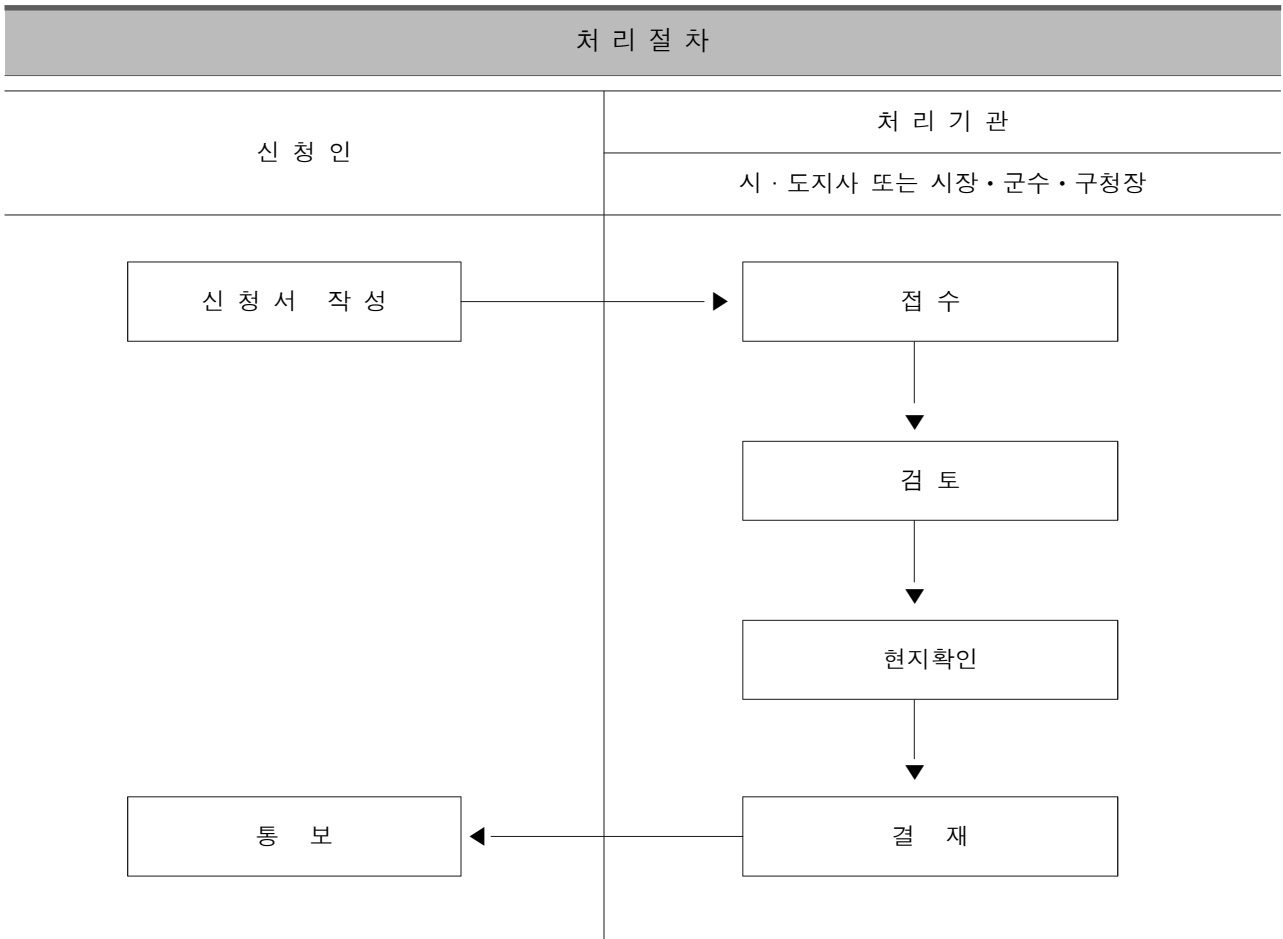 처 리 절 차
신 청 인
처 리 기 관
시 · 도지사 또는 시장 • 군수 • 구청장
신 청 서 작 성
접 수
검 토
현지확인
통 보
결 재